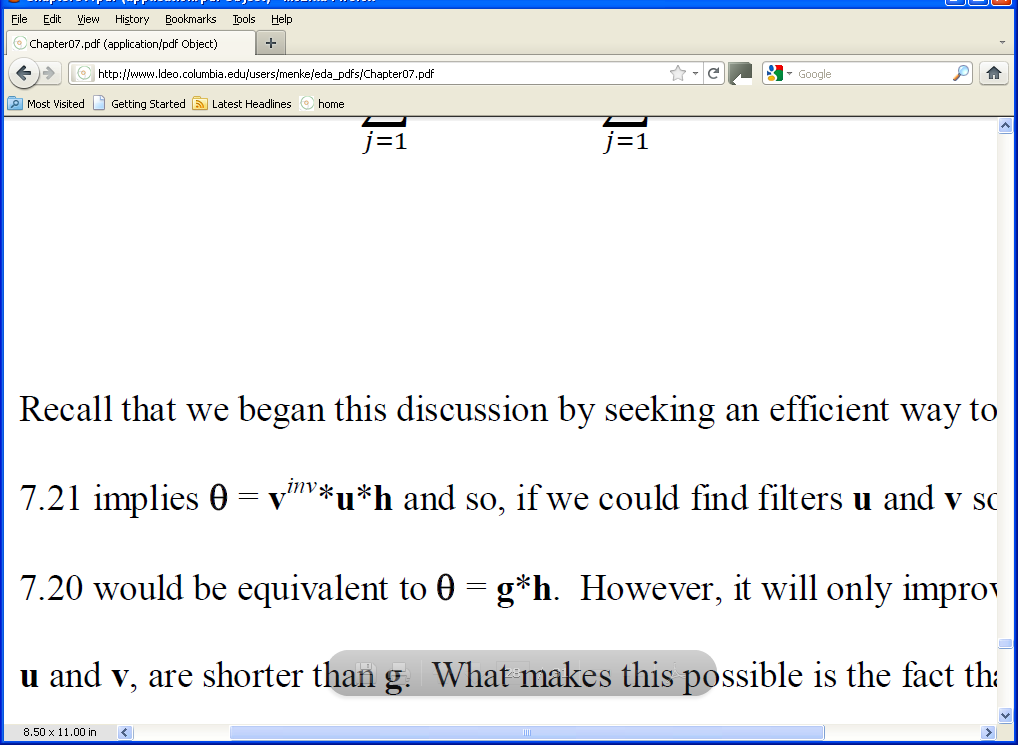 File Edit View History Bookmarks Tools Help
Chapter07.pdf (application/pdf Object)
http://www.ldeo.columbia.edu/users/menke/eda_pdfs/Chapter07.pdf
Google
Most Visited Getting Started Latest Headlines home
j=1 j=1
Recall that we began this discussion by seeking an efficient way to
7.21 implies θ = v^inv*u*h and so, if we could find filters u and v so
7.20 would be equivalent to θ = g*h. However, it will only improv
u and v, are shorter than g. What makes this possible is the fact tha
8.50 x 11.00 in